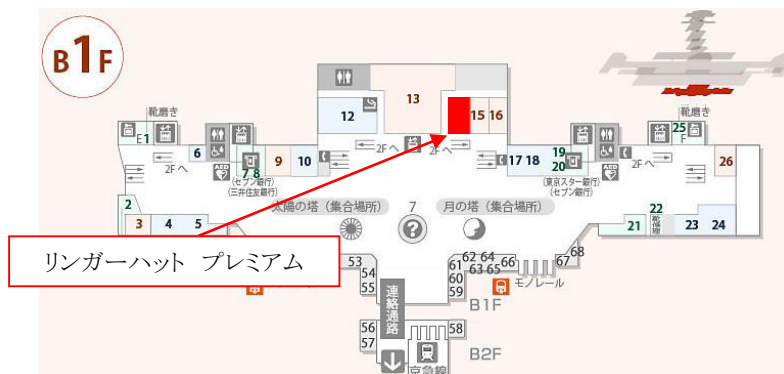 B1F
靴磨き
E1
12
13
15
16
靴磨き
25
F
2Fへ
6
2Fへ
2Fへ
17
18
19
20
2Fへ
26
7
8
9
10
(セブン銀行)
(三井住友銀行)
(東京スター銀行)
(セブン銀行)
AED
AED
2
3
4
5
太陽の塔(集合場所)
7
?
月の塔(集合場所)
21
22
靴修理
23
24
リンガーハット プレミアム
53
54
55
連絡通路
61
60
59
62
64
63
65
66
モノレール
67
68
B1F
56
57
58
京急線
B2F